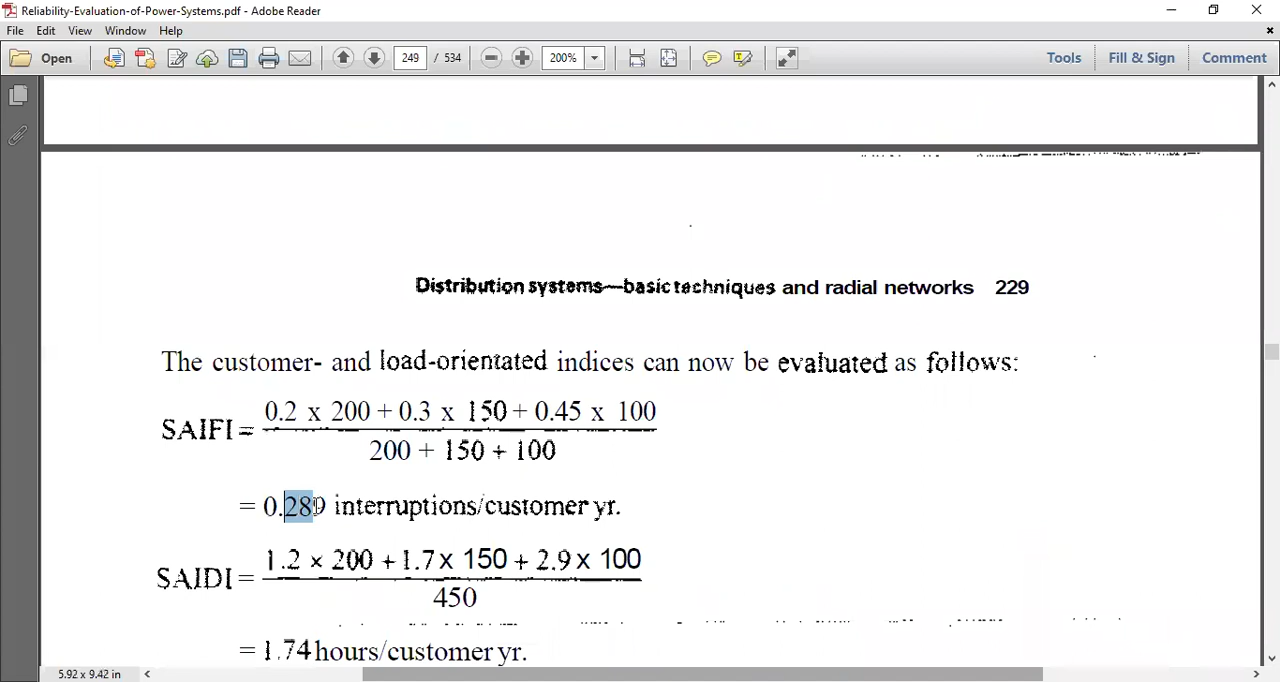 Reliability-Evaluation-of-Power-Systems.pdf - Adobe Reader
File Edit View Window Help
Open 249 / 534 200% Tools Fill & Sign Comment
Distribution systems—basic techniques and radial networks 229
The customer- and load-orientated indices can now be evaluated as follows:
SAIFI = 0.2 x 200 + 0.3 x 150 + 0.45 x 100
200 + 150 + 100
= 0.289 interruptions/customer yr.
SAIDI = 1.2 × 200 + 1.7 x 150 + 2.9 x 100
450
= 1.74 hours/customer yr.
5.92 x 9.42 in